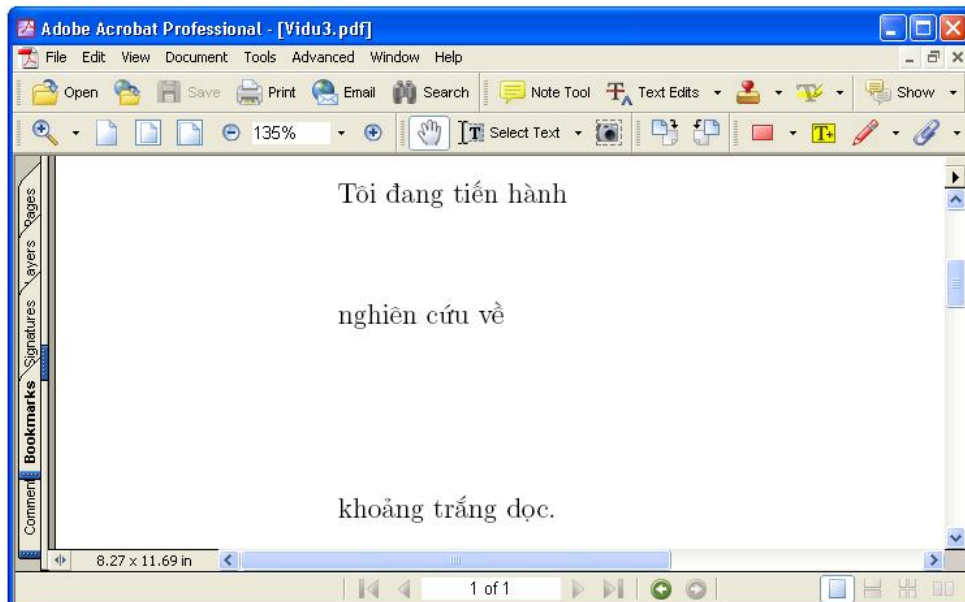 Adobe Acrobat Professional - [Vidu3.pdf]
File Edit View Document Tools Advanced Window Help
Open Save Print Email Search Note Tool Text Edits Show
135% Select Text
Pages
Layers
Signatures
Bookmarks
Comment
Tôi đang tiến hành
nghiên cứu về
khoảng trắng dọc.
8.27 x 11.69 in
1 of 1